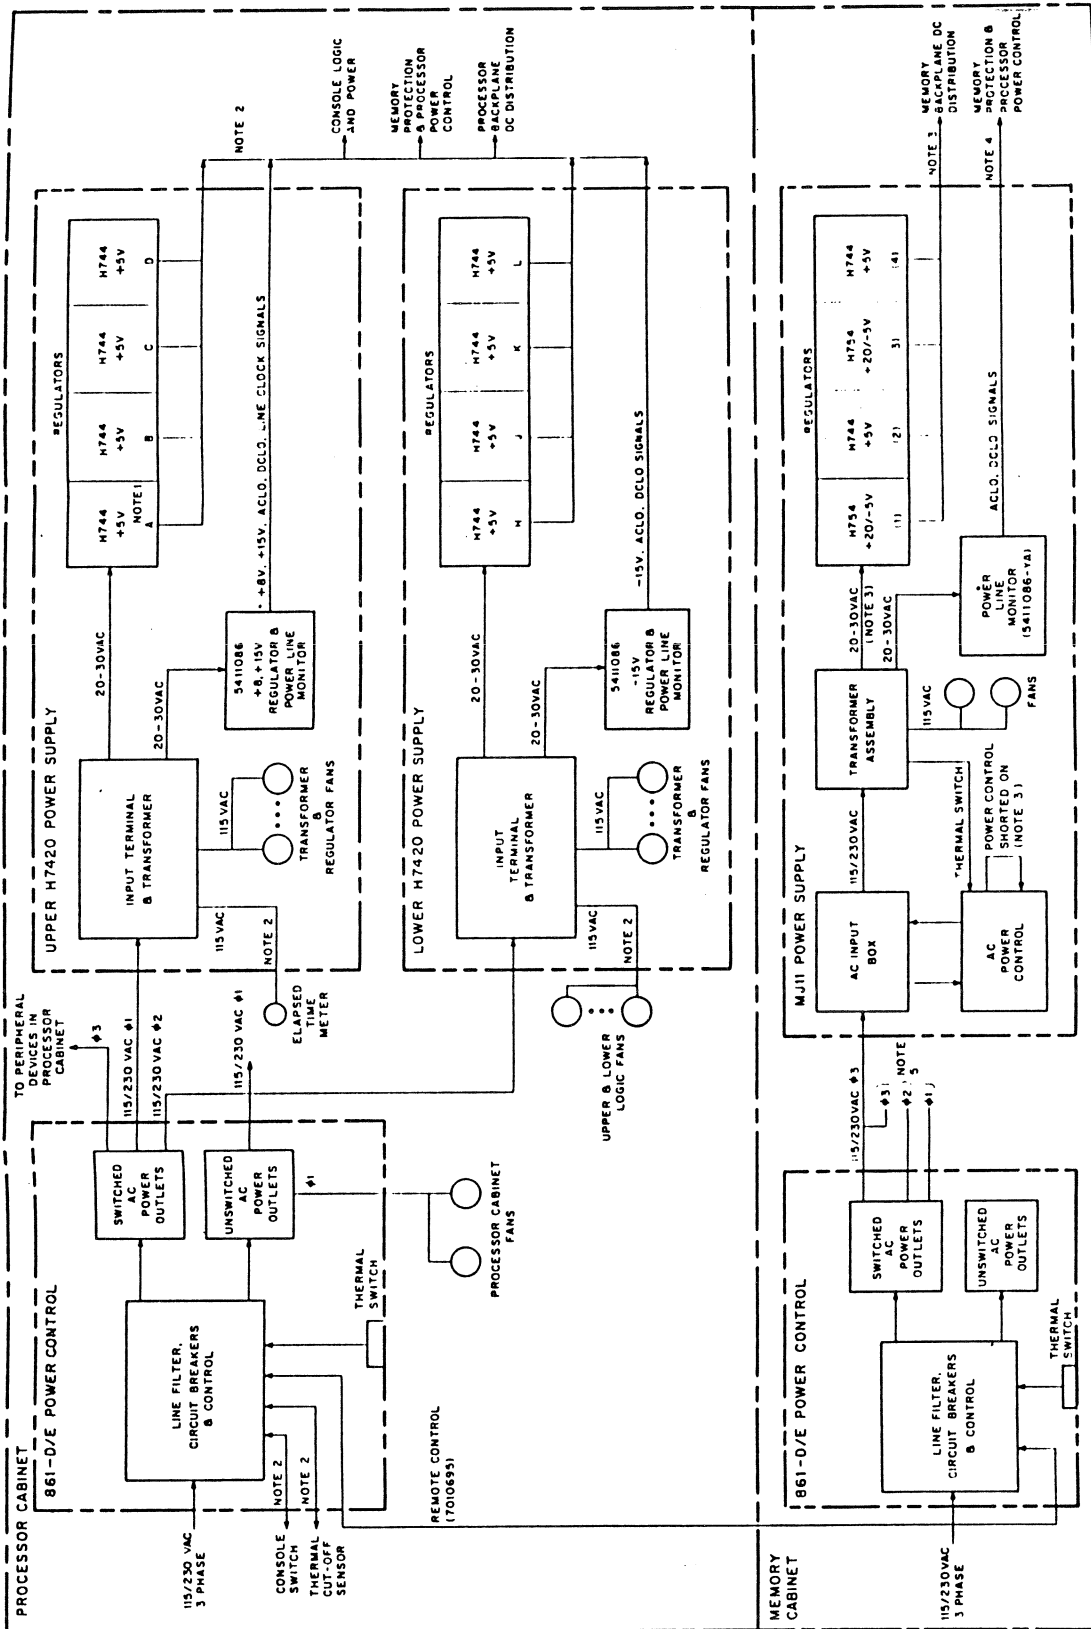 PROCESSOR CABINET
861-D/E POWER CONTROL
115/230 VAC
3 PHASE
LINE FILTER,
CIRCUIT BREAKERS
& CONTROL
SWITCHED
AC
POWER
OUTLETS
UNSWITCHED
AC
POWER
OUTLETS
THERMAL
SWITCH
CONSOLE
SWITCH
NOTE 2
THERMAL
CUT-OFF
SENSOR
NOTE 2
REMOTE CONTROL
(7010695)
TO PERIPHERAL
DEVICES IN
PROCESSOR
CABINET
φ3
115/230 VAC φ1
115/230 VAC φ2
115/230 VAC φ1
φ1
PROCESSOR CABINET
FANS
UPPER H7420 POWER SUPPLY
INPUT TERMINAL
& TRANSFORMER
115 VAC
NOTE 2
ELAPSED
TIME
METER
115 VAC
TRANSFORMER
&
REGULATOR FANS
20-30VAC
20-30VAC
5411086
+8,+15V
REGULATOR &
POWER LINE
MONITOR
REGULATORS
H744
+5V
NOTE 1
A
H744
+5V
B
H744
+5V
C
H744
+5V
D
+8V, +15V, ACLO, DCLO, LINE CLOCK SIGNALS
NOTE 2
CONSOLE LOGIC
AND POWER
MEMORY
PROTECTION
& PROCESSOR
POWER
CONTROL
PROCESSOR
BACKPLANE
DC DISTRIBUTION
LOWER H7420 POWER SUPPLY
INPUT
TERMINAL
& TRANSFORMER
115VAC
NOTE 2
UPPER & LOWER
LOGIC FANS
115 VAC
TRANSFORMER
&
REGULATOR FANS
20-30VAC
20-30VAC
5411086
-15V
REGULATOR &
POWER LINE
MONITOR
REGULATORS
H744
+5V
H
H744
+5V
J
H744
+5V
K
H744
+5V
L
-15V, ACLO, DCLO SIGNALS
MEMORY
CABINET
861-D/E POWER CONTROL
115/230VAC
3 PHASE
LINE FILTER,
CIRCUIT BREAKERS
& CONTROL
SWITCHED
AC
POWER
OUTLETS
UNSWITCHED
AC
POWER
OUTLETS
THERMAL
SWITCH
115/230VAC φ3
φ3
φ2
φ1
NOTE
5
MJ11 POWER SUPPLY
AC INPUT
BOX
AC
POWER
CONTROL
115/230VAC
THERMAL SWITCH
POWER CONTROL
SHORTED ON
(NOTE 3)
TRANSFORMER
ASSEMBLY
115VAC
FANS
20-30VAC
(NOTE 3)
20-30VAC
POWER
LINE
MONITOR
(5411086-YA)
REGULATORS
H754
+20/-5V
(1)
H744
+5V
(2)
H754
+20/-5V
3)
H744
+5V
(4)
ACLO, DCLO SIGNALS
NOTE 3
MEMORY
BACKPLANE DC
DISTRIBUTION
NOTE 4
MEMORY
PROTECTION &
PROCESSOR
POWER CONTROL